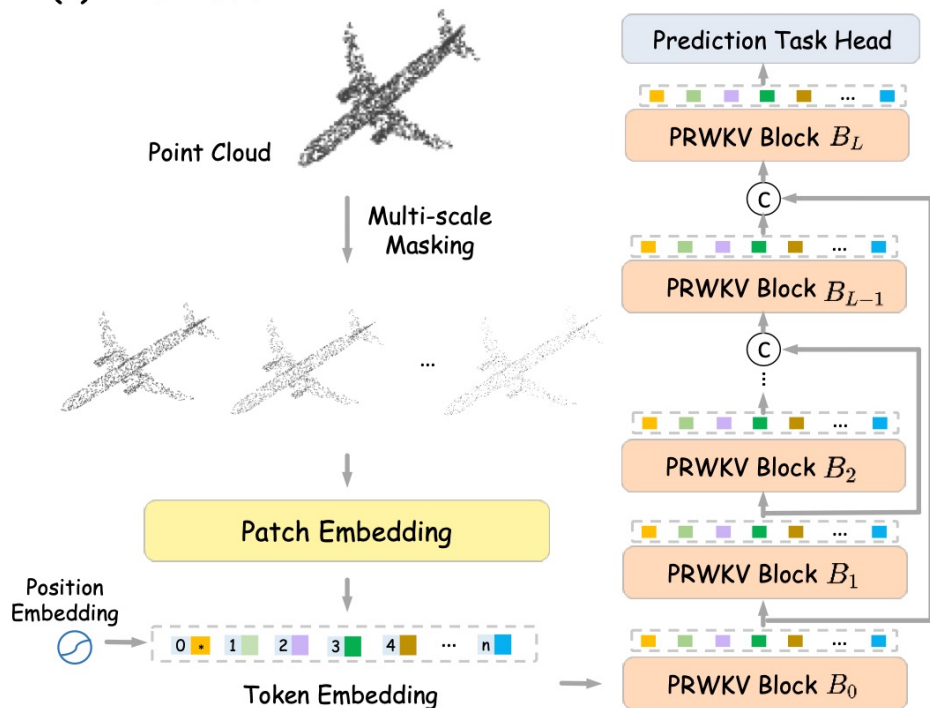 Point Cloud
Multi-scale
Masking
...
Patch Embedding
Position
Embedding
0 * 1 2 3 4 ... n
Token Embedding
Prediction Task Head
...
PRWKV Block B_L
C
...
PRWKV Block B_{L-1}
C
...
...
PRWKV Block B_2
...
PRWKV Block B_1
...
PRWKV Block B_0